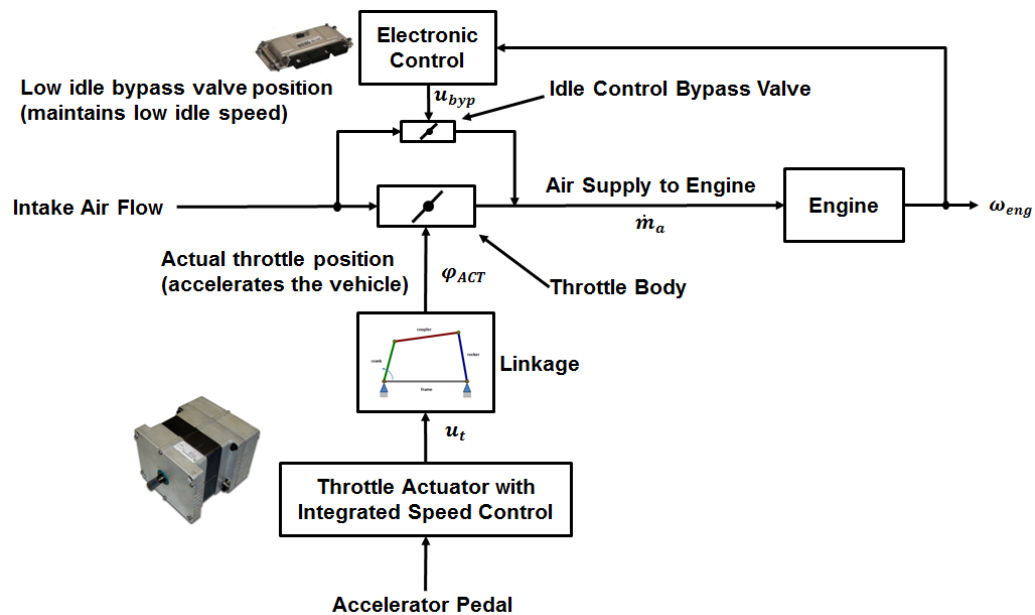 Electronic
Control
Low idle bypass valve position
(maintains low idle speed)
u_byp
Idle Control Bypass Valve
Intake Air Flow
Air Supply to Engine
ṁ_a
Engine
ω_eng
Actual throttle position
(accelerates the vehicle)
φ_ACT
Throttle Body
coupler
crank
rocker
frame
Linkage
u_t
Throttle Actuator with
Integrated Speed Control
Accelerator Pedal